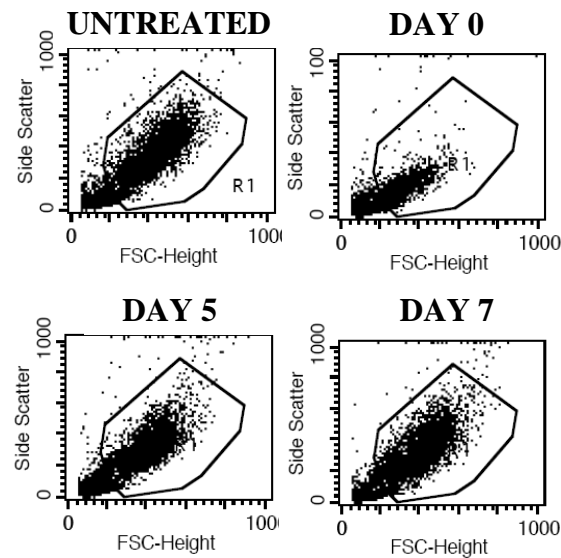 UNTREATED
1000
Side Scatter
0
R1
0
100
FSC-Height
DAY 0
100
Side Scatter
0
R1
0
1000
FSC-Height
DAY 5
1000
Side Scatter
0
0
100
FSC-Height
DAY 7
1000
Side Scatter
0
0
1000
FSC-Height